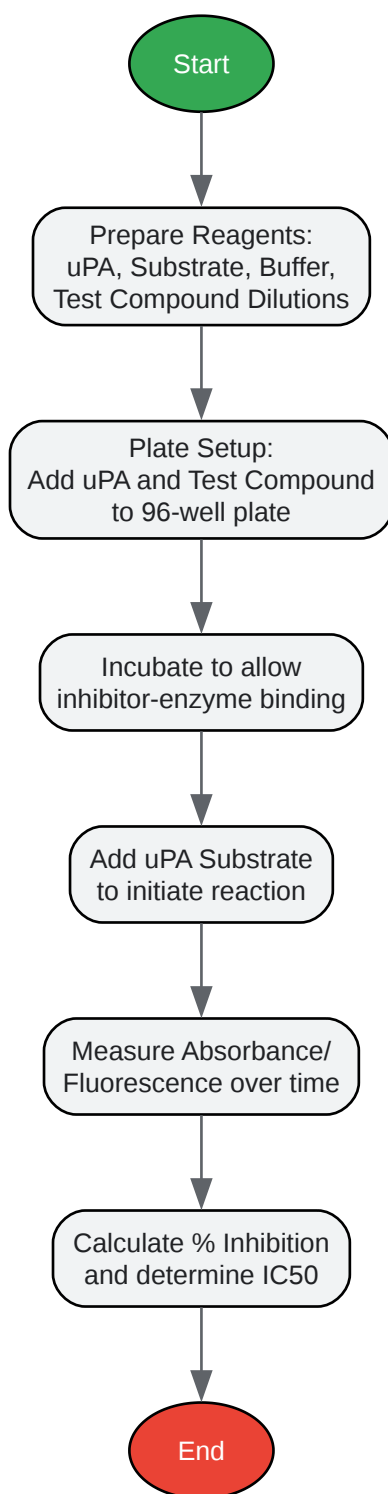 Start
Prepare Reagents:
uPA, Substrate, Buffer,
Test Compound Dilutions
Plate Setup:
Add uPA and Test Compound
to 96-well plate
Incubate to allow
inhibitor-enzyme binding
Add uPA Substrate
to initiate reaction
Measure Absorbance/
Fluorescence over time
Calculate % Inhibition
and determine IC50
End